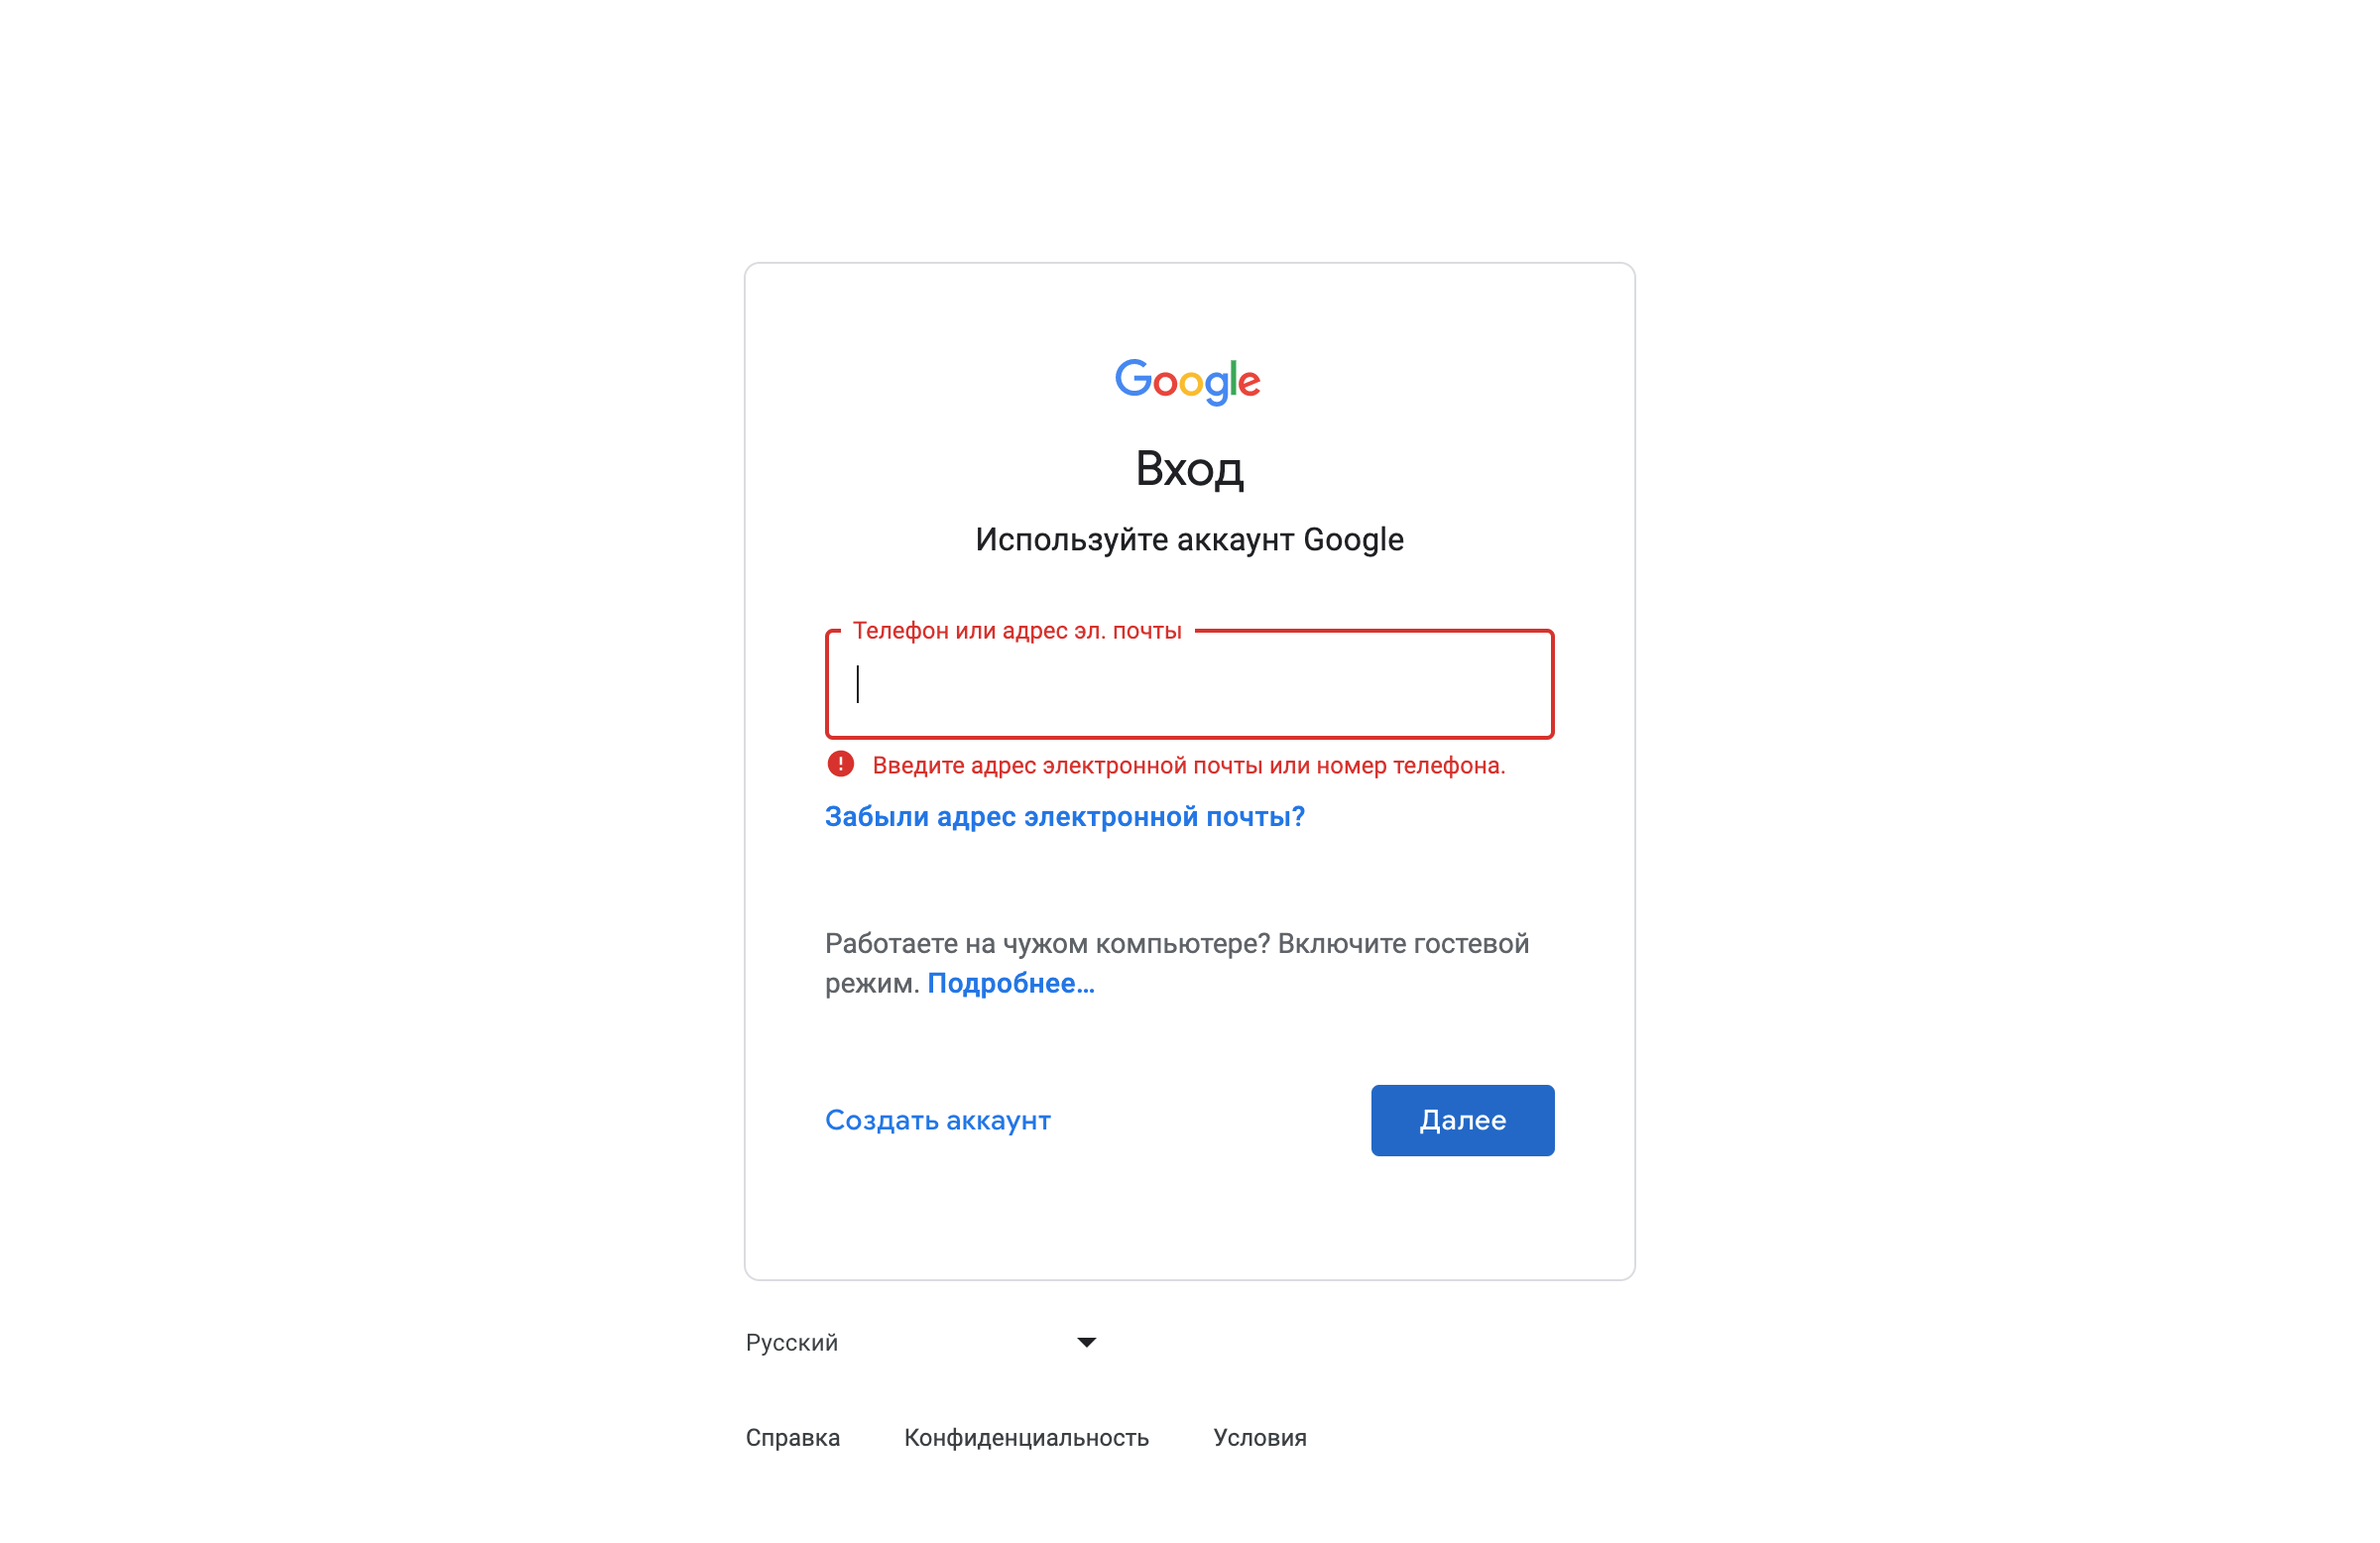 Google
Вход
Используйте аккаунт Google
Телефон или адрес эл. почты
Введите адрес электронной почты или номер телефона.
Забыли адрес электронной почты?
Работаете на чужом компьютере? Включите гостевой
режим. Подробнее...
Создать аккаунт Далее
Русский
Справка Конфиденциальность Условия